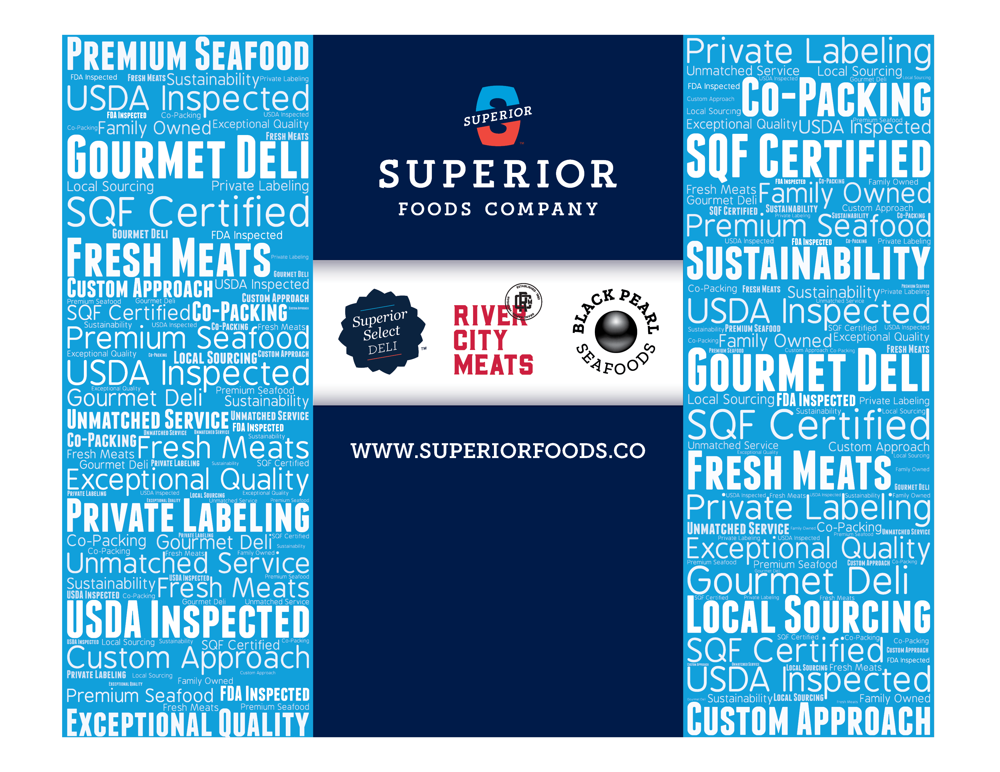 PREMIUM SEAFOOD
FDA Inspected FRESH MEATS Sustainability Private Labeling
USDA Inspected
FDA INSPECTED Co-Packing USDA Inspected
Co-Packing Family Owned Exceptional Quality
FRESH MEATS
GOURMET DELI
Local Sourcing Private Labeling
SQF Certified
GOURMET DELI FDA Inspected
FRESH MEATS Private Labeling
GOURMET DELI
CUSTOM APPROACH USDA Inspected
Premium Seafood Gourmet Deli CUSTOM APPROACH
SQF Certified CO-PACKING CUSTOM APPROACH
Sustainability USDA Inspected CO-PACKING Fresh Meats
Premium Seafood
Exceptional Quality CO-PACKING LOCAL SOURCING CUSTOM APPROACH
USDA Inspected
Exceptional Quality Premium Seafood
Gourmet Deli Sustainability
UNMATCHED SERVICE UNMATCHED SERVICE
UNMATCHED SERVICE UNMATCHED SERVICE FDA INSPECTED
CO-PACKING Fresh Meats Sustainability
Fresh Meats
Gourmet Deli PRIVATE LABELING Sustainability SQF Certified
Exceptional Quality
PRIVATE LABELING USDA Inspected LOCAL SOURCING Exceptional Quality
EXCEPTIONAL QUALITY Unmatched Service Premium Seafood
PRIVATE LABELING
Co-Packing PRIVATE LABELING Gourmet Deli SQF Certified
Sustainability
Co-Packing Fresh Meats Family Owned
Unmatched Service
USDA INSPECTED Premium Seafood
Sustainability Fresh Meats
USDA INSPECTED Co-Packing
Gourmet Deli Unmatched Service
USDA INSPECTED
USDA INSPECTED Local Sourcing Sustainability SQF Certified Co-Packing
Custom Approach
PRIVATE LABELING Local Sourcing Custom Approach
EXCEPTIONAL QUALITY Family Owned
Premium Seafood FDA INSPECTED
Fresh Meats Premium Seafood
EXCEPTIONAL QUALITY
S
SUPERIOR
TM
SUPERIOR
FOODS COMPANY
Superior
Select
DELI
TM
RIVER
CITY
MEATS
ESTABLISHED · 1982
GRAND RAPIDS · MICHIGAN
RCM
BLACK PEARL
SEAFOODS
WWW.SUPERIORFOODS.CO
Private Labeling
Unmatched Service Local Sourcing
USDA Inspected Gourmet Deli Local Sourcing
FDA Inspected CO-PACKING
Custom Approach
Local Sourcing
Exceptional Quality USDA Inspected Premium Seafood
SQF CERTIFIED
FDA INSPECTED CO-PACKING Family Owned
Fresh Meats Family Owned
Gourmet Deli
SQF CERTIFIED SUSTAINABILITY Custom Approach
Private Labeling SUSTAINABILITY CO-PACKING
Premium Seafood
USDA Inspected FDA INSPECTED CO-PACKING Private Labeling
SUSTAINABILITY
Co-Packing FRESH MEATS Sustainability PREMIUM SEAFOOD
Private Labeling
Unmatched Service
USDA Inspected
Sustainability PREMIUM SEAFOOD SQF Certified USDA Inspected
Co-Packing Family Owned Exceptional Quality
PREMIUM SEAFOOD Custom Approach Co-Packing FRESH MEATS
GOURMET DELI
Local Sourcing FDA INSPECTED Private Labeling
Sustainability Local Sourcing
SQF Certified
Unmatched Service Custom Approach
Exceptional Quality Local Sourcing
FRESH MEATS Family Owned
GOURMET DELI
USDA Inspected Fresh Meats USDA Inspected Sustainability Family Owned
Private Labeling
UNMATCHED SERVICE Family Owned Co-Packing UNMATCHED SERVICE
Premium Seafood
Private Labeling USDA Inspected
Exceptional Quality
Premium Seafood Premium Seafood CUSTOM APPROACH Co-Packing
Gourmet Deli
Gourmet Deli
SQF Certified Private Labeling Fresh Meats
LOCAL SOURCING
SQF Certified Co-Packing Co-Packing
SQF Certified CUSTOM APPROACH
FDA Inspected
CUSTOM APPROACH UNMATCHED SERVICE LOCAL SOURCING Fresh Meats
USDA Inspected
Gourmet Deli Sustainability LOCAL SOURCING Fresh Meats Family Owned
CUSTOM APPROACH